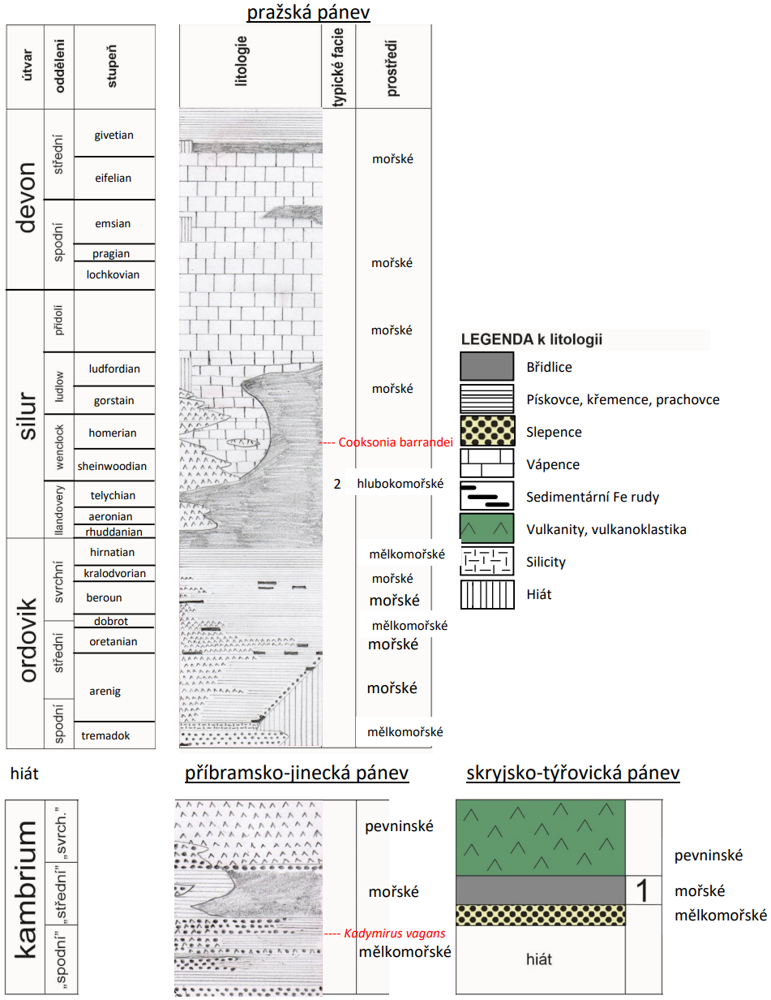 pražská pánev
útvar
oddělení
stupeň
litologie
typické facie
prostředí
devon
střední
givetian
mořské
eifelian
spodní
emsian
pragian
mořské
lochkovian
silur
přídolí
mořské
ludlow
ludfordian
mořské
gorstain
wenclock
homerian
Cooksonia barrandei
sheinwoodian
2
hlubokomořské
llandovery
telychian
aeronian
rhuddanian
ordovik
svrchní
hirnatian
mělkomořské
kralodvorian
mořské
beroun
mořské
střední
dobrot
mělkomořské
oretanian
mořské
arenig
mořské
spodní
tremadok
mělkomořské
LEGENDA k litologii
Břidlice
Pískovce, křemence, prachovce
Slepence
Vápence
Sedimentární Fe rudy
Vulkanity, vulkanoklastika
Silicity
Hiát
hiát
příbramsko-jinecká pánev
skryjsko-týřovická pánev
kambrium
„svrch.”
„střední”
„spodní”
pevninské
mořské
Kadymirus vagans
mělkomořské
pevninské
1
mořské
mělkomořské
hiát